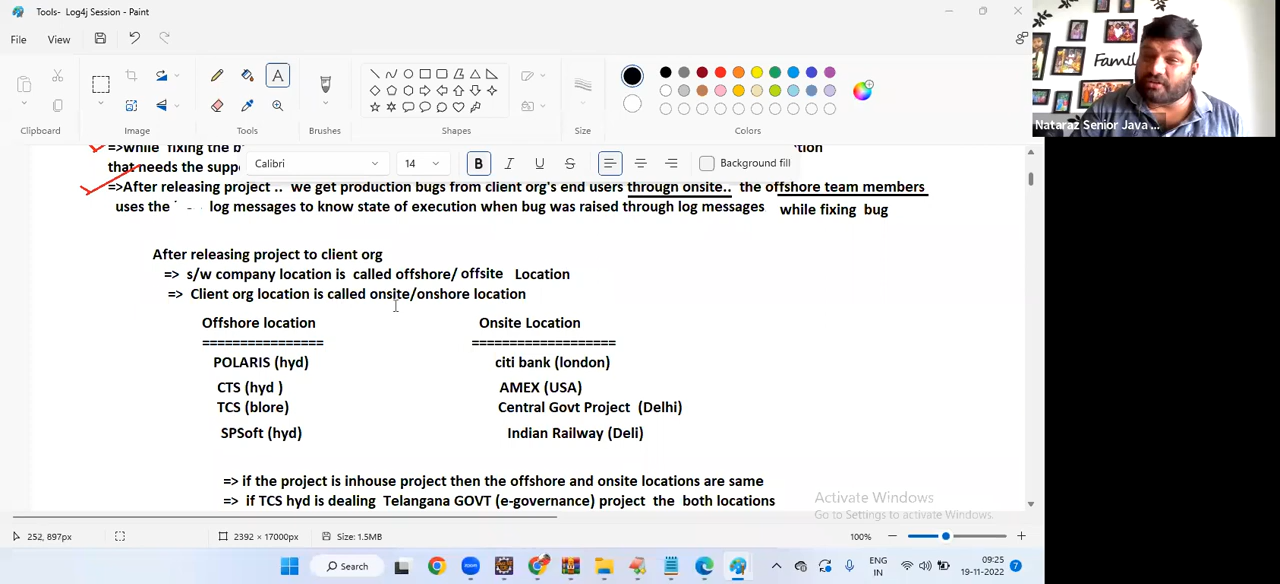 Tools- Log4j Session - Paint
File View
Clipboard Image Tools Brushes Shapes Size Colors
Family
Nataraz Senior Java ...
Calibri 14 B I U S Background fill
=>while fixing the b
that needs the supp
=>After releasing project .. we get production bugs from client org's end users through onsite.. the offshore team members
uses the log messages to know state of execution when bug was raised through log messages while fixing bug
After releasing project to client org
=> s/w company location is called offshore/ offsite Location
=> Client org location is called onsite/onshore location
Offshore location Onsite Location
================ ===================
POLARIS (hyd) citi bank (london)
CTS (hyd ) AMEX (USA)
TCS (blore) Central Govt Project (Delhi)
SPSoft (hyd) Indian Railway (Deli)
=> if the project is inhouse project then the offshore and onsite locations are same
=> if TCS hyd is dealing Telangana GOVT (e-governance) project the both locations
Activate Windows
Go to Settings to activate Windows.
252, 897px 2392 × 17000px Size: 1.5MB 100%
Search ENG 09:25
IN 19-11-2022